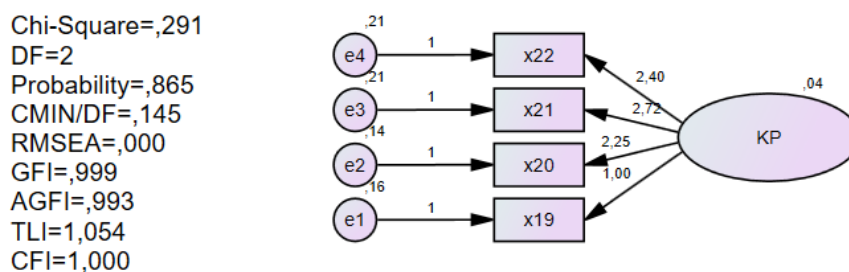 Chi-Square=,291
DF=2
Probability=,865
CMIN/DF=,145
RMSEA=,000
GFI=,999
AGFI=,993
TLI=1,054
CFI=1,000
,21
e4 1 x22
,21
e3 1 x21
,14
e2 1 x20
,16
e1 1 x19
2,40
2,72
2,25
1,00
,04
KP